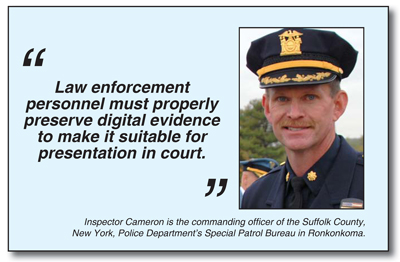 “
Law enforcement
personnel must properly
preserve digital evidence
to make it suitable for
presentation in court.
”
Inspector Cameron is the commanding officer of the Suffolk County,
New York, Police Department’s Special Patrol Bureau in Ronkonkoma.